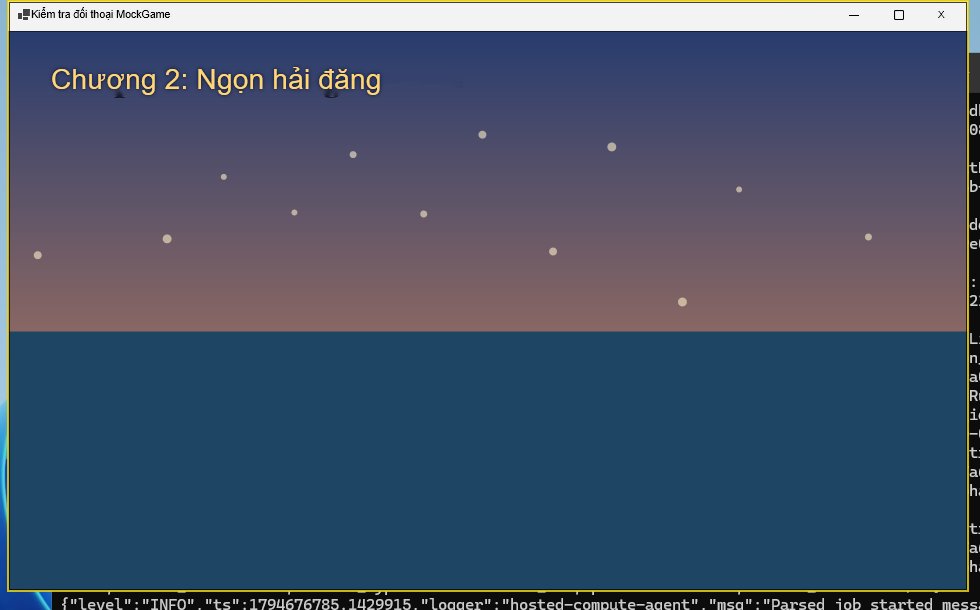 Kiểm tra đối thoại MockGame
Chương 2: Ngọn hải đăng
{"level":"INFO","ts":1794676785.1429915,"logger":"hosted-compute-agent","msg":"Parsed job started